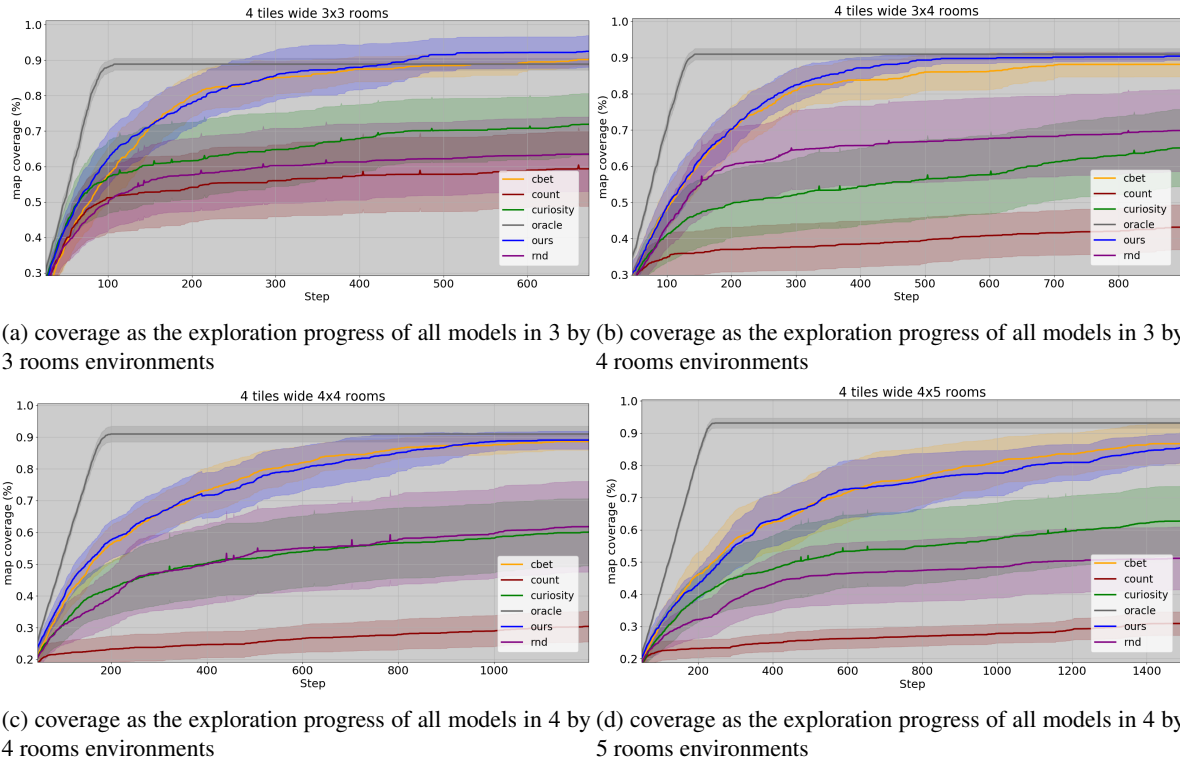 4 tiles wide 3x3 rooms
1.0
0.9
0.8
0.7
0.6
0.5
0.4
0.3
map coverage (%)
100
200
300
400
500
600
Step
cbet
count
curiosity
oracle
ours
rnd
4 tiles wide 3x4 rooms
1.0
0.9
0.8
0.7
0.6
0.5
0.4
0.3
map coverage (%)
100
200
300
400
500
600
700
800
Step
cbet
count
curiosity
oracle
ours
rnd
(a) coverage as the exploration progress of all models in 3 by
3 rooms environments
(b) coverage as the exploration progress of all models in 3 by
4 rooms environments
4 tiles wide 4x4 rooms
1.0
0.9
0.8
0.7
0.6
0.5
0.4
0.3
0.2
map coverage (%)
200
400
600
800
1000
Step
cbet
count
curiosity
oracle
ours
rnd
4 tiles wide 4x5 rooms
1.0
0.9
0.8
0.7
0.6
0.5
0.4
0.3
0.2
map coverage (%)
200
400
600
800
1000
1200
1400
Step
cbet
count
curiosity
oracle
ours
rnd
(c) coverage as the exploration progress of all models in 4 by
4 rooms environments
(d) coverage as the exploration progress of all models in 4 by
5 rooms environments